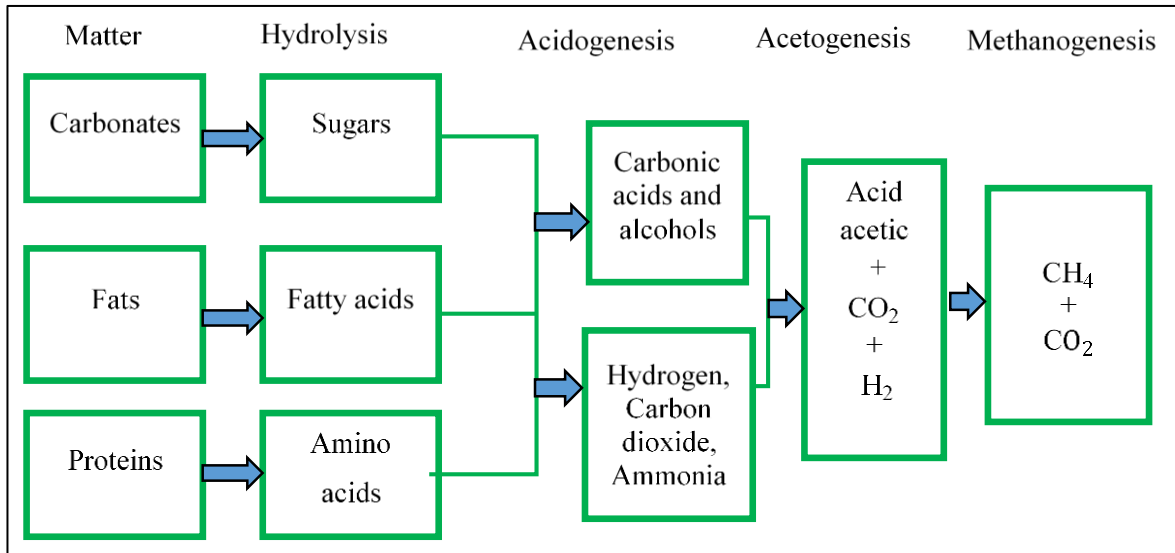 Matter
Hydrolysis
Acidogenesis
Acetogenesis
Methanogenesis
Carbonates
Sugars
Fats
Fatty acids
Proteins
Amino
acids
Carbonic
acids and
alcohols
Hydrogen,
Carbon
dioxide,
Ammonia
Acid
acetic
+
CO₂
+
H₂
CH₄
+
CO₂